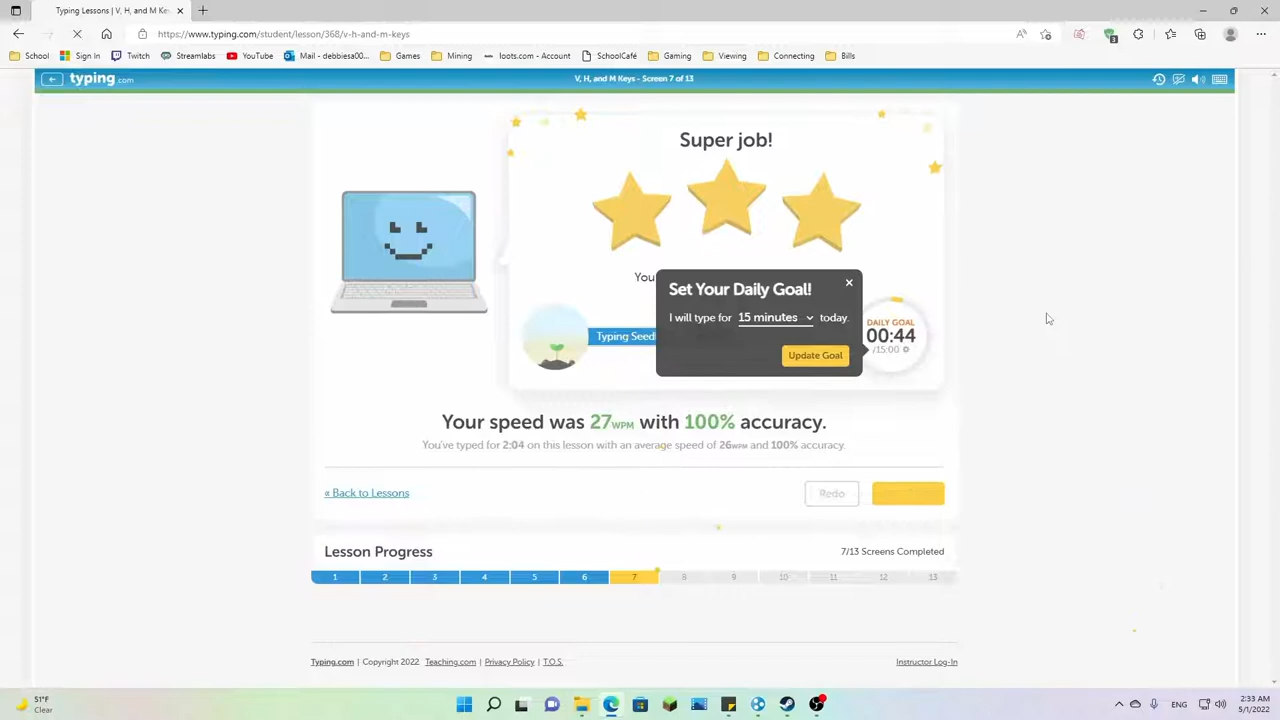 Typing Lessons | V, H, and M Ke
https://www.typing.com/student/lesson/368/v-h-and-m-keys
School Sign In Twitch Streamlabs YouTube Mail - debbiesa00... Games Mining loots.com - Account SchoolCafé Gaming Viewing Connecting Bills
typing.com
V, H, and M Keys - Screen 7 of 13
Super job!
You
Set Your Daily Goal!
I will type for 15 minutes today.
Update Goal
Typing Seedl
DAILY GOAL
00:44
/15:00
Your speed was 27WPM with 100% accuracy.
You've typed for 2:04 on this lesson with an average speed of 26WPM and 100% accuracy.
« Back to Lessons
Redo
Lesson Progress
7/13 Screens Completed
1 2 3 4 5 6 7 8 9 10 11 12 13
Typing.com | Copyright 2022 Teaching.com | Privacy Policy | T.O.S.
Instructor Log-In
51°F
Clear
ENG
2:33 AM
5/1/2022